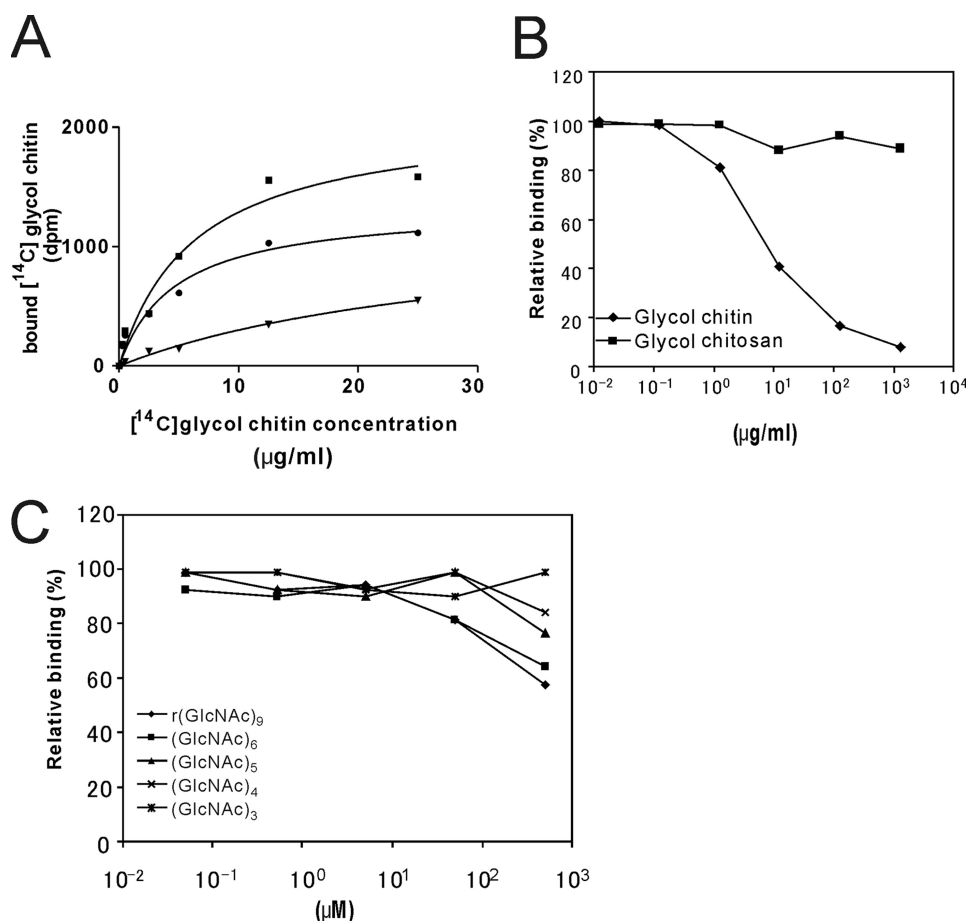 A
2000
1000
0
bound [¹⁴C] glycol chitin
(dpm)
0 10 20 30
[¹⁴C]glycol chitin concentration
(µg/ml)
B
120
100
80
60
40
20
0
Relative binding (%)
Glycol chitin
Glycol chitosan
10⁻² 10⁻¹ 10⁰ 10¹ 10² 10³ 10⁴
(µg/ml)
C
120
100
80
60
40
20
0
Relative binding (%)
r(GlcNAc)₉
(GlcNAc)₆
(GlcNAc)₅
(GlcNAc)₄
(GlcNAc)₃
10⁻² 10⁻¹ 10⁰ 10¹ 10² 10³
(µM)